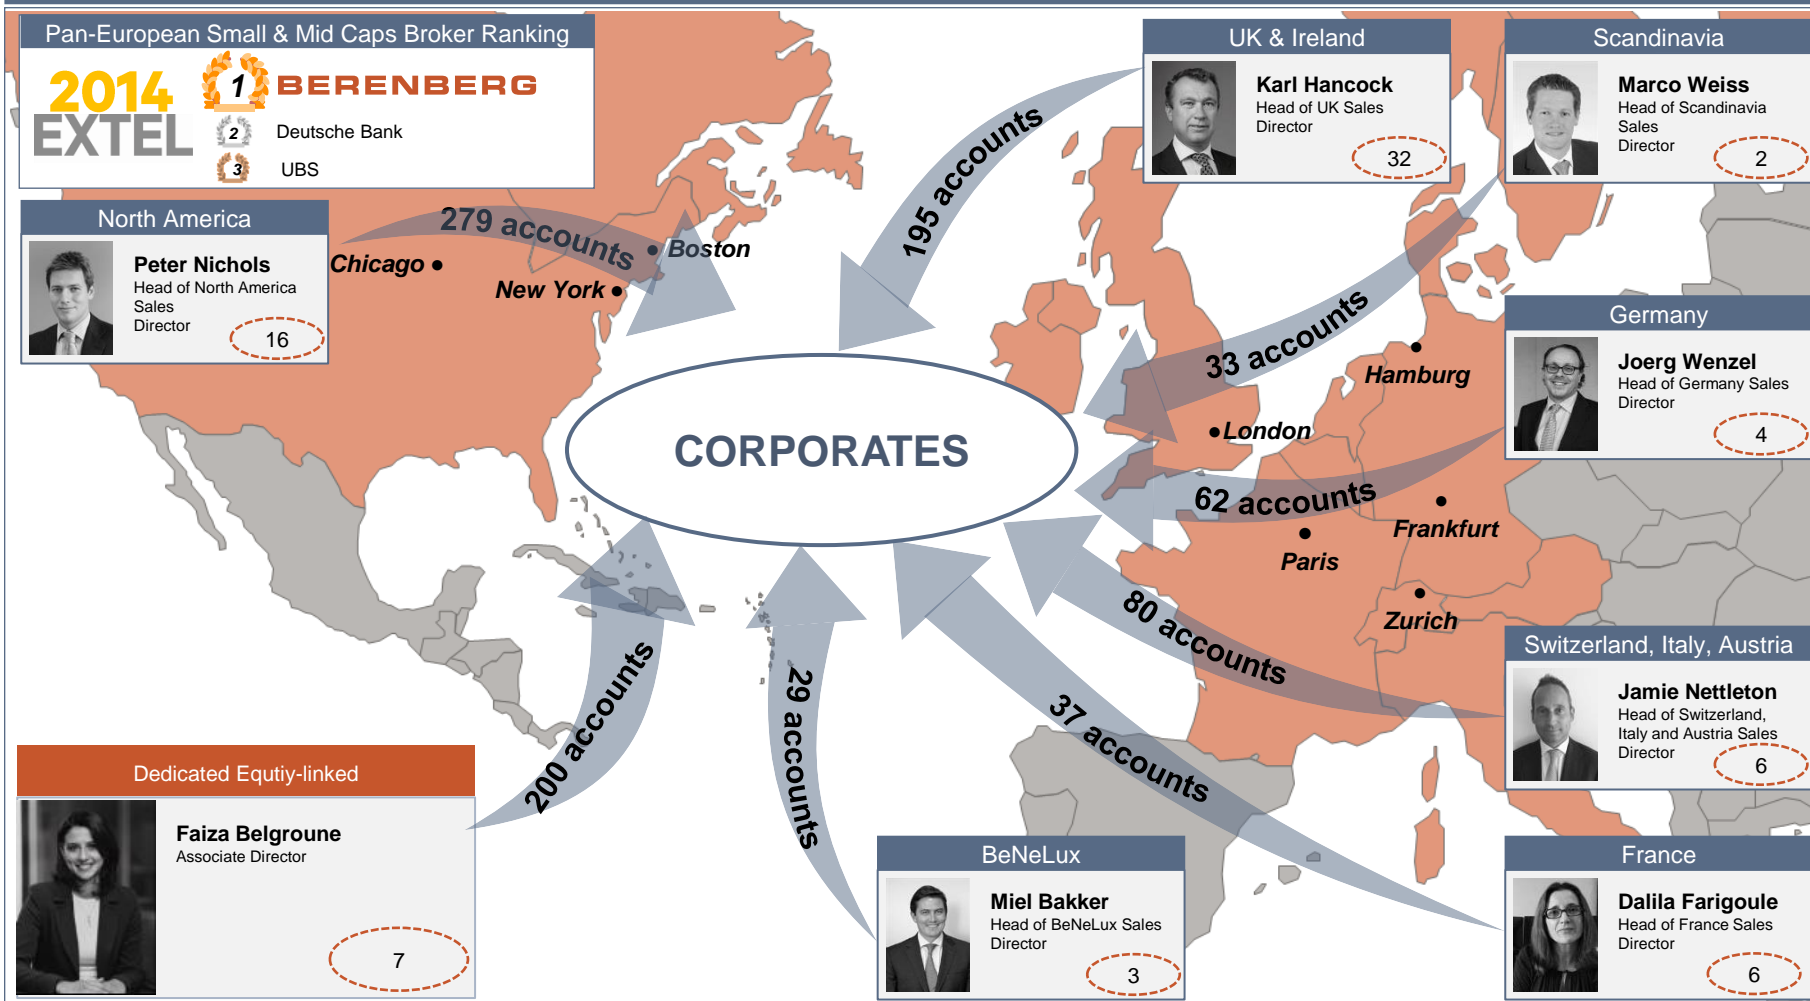 Pan-European Small & Mid Caps Broker Ranking
2014
EXTEL
1 BERENBERG
2 Deutsche Bank
3 UBS
UK & Ireland
Karl Hancock
Head of UK Sales
Director
32
Scandinavia
Marco Weiss
Head of Scandinavia
Sales
Director
2
North America
Peter Nichols
Head of North America
Sales
Director
16
279 accounts
195 accounts
33 accounts
Chicago
Boston
New York
Hamburg
London
Germany
Joerg Wenzel
Head of Germany Sales
Director
4
CORPORATES
62 accounts
Frankfurt
Paris
Zurich
80 accounts
Switzerland, Italy, Austria
Jamie Nettleton
Head of Switzerland,
Italy and Austria Sales
Director
6
200 accounts
29 accounts
37 accounts
Dedicated Equtiy-linked
Faiza Belgroune
Associate Director
7
BeNeLux
Miel Bakker
Head of BeNeLux Sales
Director
3
France
Dalila Farigoule
Head of France Sales
Director
6